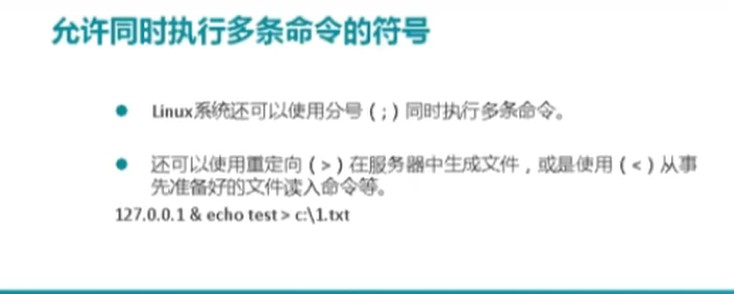 允许同时执行多条命令的符号
Linux系统还可以使用分号(;)同时执行多条命令。
还可以使用重定向(>)在服务器中生成文件,或是使用(<)从事
先准备好的文件读入命令等。
127.0.0.1 & echo test > c:\1.txt